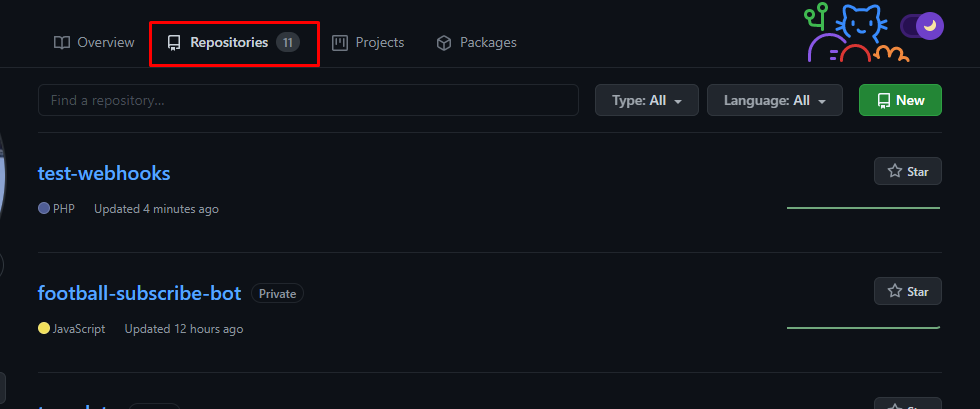 Overview Repositories 11 Projects Packages
Find a repository... Type: All Language: All New
test-webhooks Star
PHP Updated 4 minutes ago
football-subscribe-bot Private Star
JavaScript Updated 12 hours ago